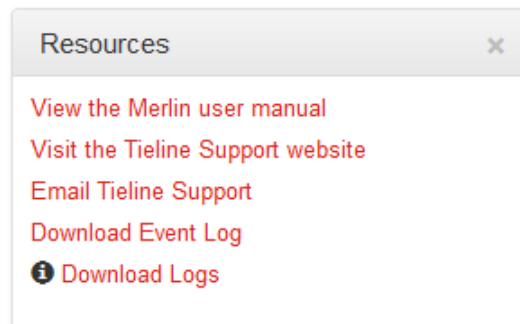 Resources
View the Merlin user manual
Visit the Tieline Support website
Email Tieline Support
Download Event Log
Download Logs